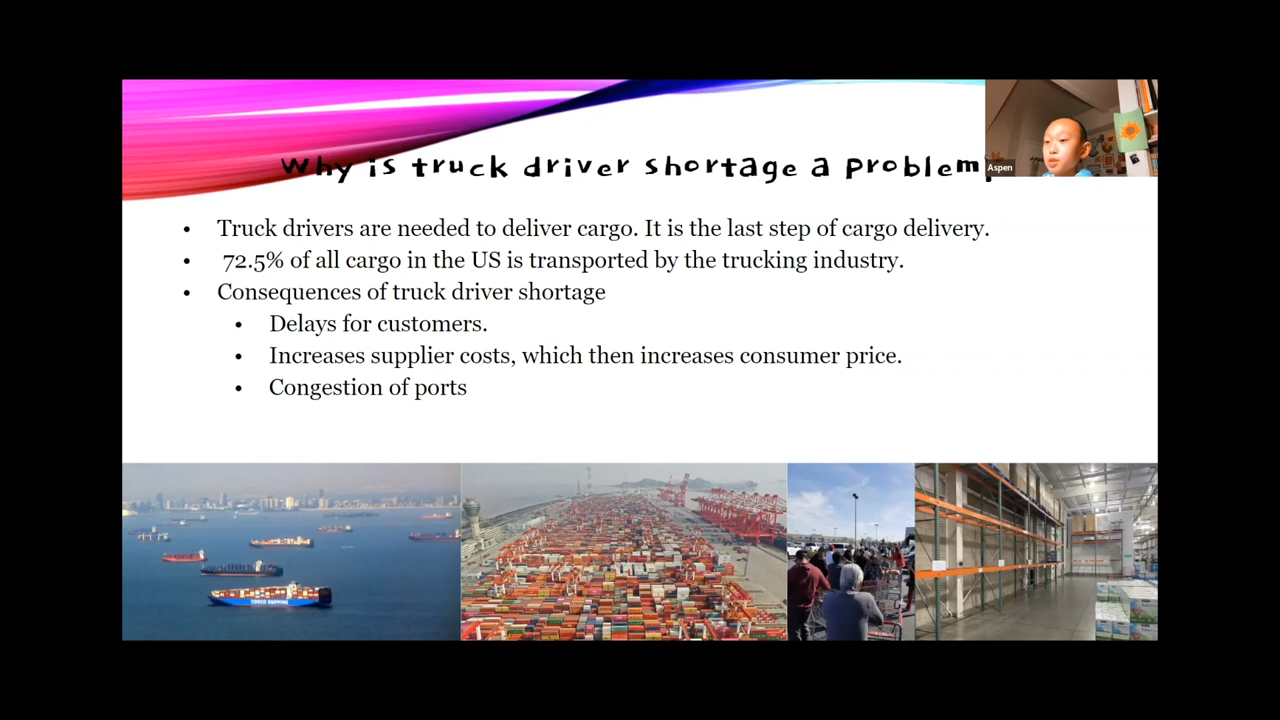 Why is truck driver shortage a problem
Aspen
• Truck drivers are needed to deliver cargo. It is the last step of cargo delivery.
• 72.5% of all cargo in the US is transported by the trucking industry.
• Consequences of truck driver shortage
• Delays for customers.
• Increases supplier costs, which then increases consumer price.
• Congestion of ports
COSCO SHIPPING